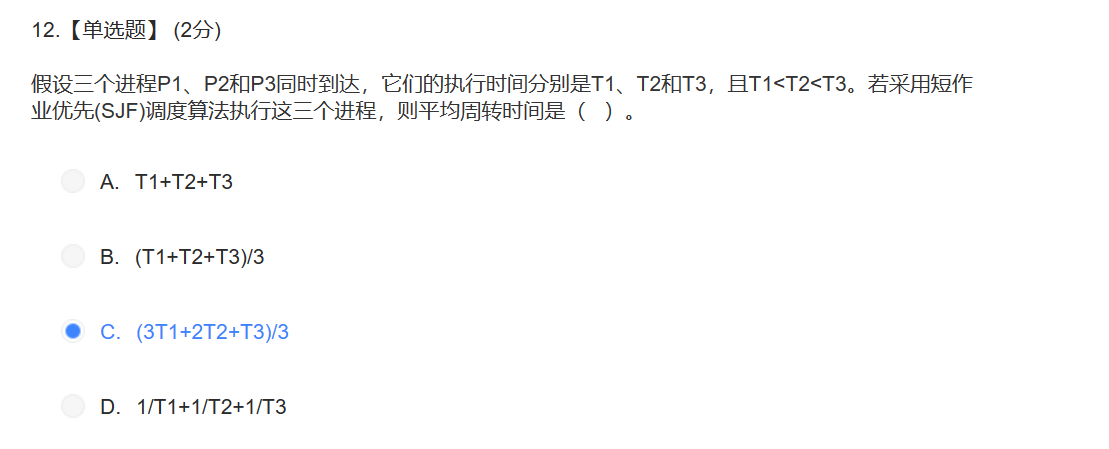 12.【单选题】 (2分)
假设三个进程P1、P2和P3同时到达，它们的执行时间分别是T1、T2和T3，且T1<T2<T3。若采用短作
业优先(SJF)调度算法执行这三个进程，则平均周转时间是（　）。
A. T1+T2+T3
B. (T1+T2+T3)/3
C. (3T1+2T2+T3)/3
D. 1/T1+1/T2+1/T3